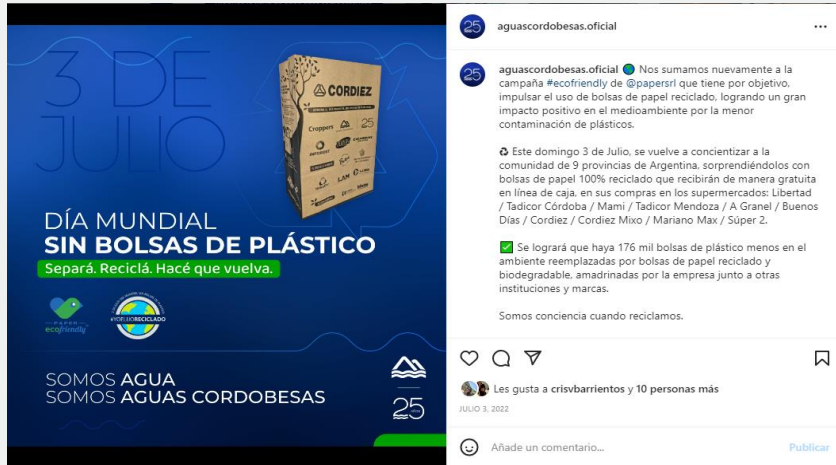 3 DE
JULIO
CORDIEZ
Croppers
25
LAM
DÍA MUNDIAL
SIN BOLSAS DE PLÁSTICO
Separá. Reciclá. Hacé que vuelva.
PAPER
ecofriendly
#YOELIJORECICLADO
SOMOS AGUA
SOMOS AGUAS CORDOBESAS
25
años
25
aguascordobesas.oficial
25
aguascordobesas.oficial 🌎 Nos sumamos nuevamente a la
campaña #ecofriendly de @papersrl que tiene por objetivo,
impulsar el uso de bolsas de papel reciclado, logrando un gran
impacto positivo en el medioambiente por la menor
contaminación de plásticos.
♻ Este domingo 3 de Julio, se vuelve a concientizar a la
comunidad de 9 provincias de Argentina, sorprendiéndolos con
bolsas de papel 100% reciclado que recibirán de manera gratuita
en línea de caja, en sus compras en los supermercados: Libertad
/ Tadicor Córdoba / Mami / Tadicor Mendoza / A Granel / Buenos
Días / Cordiez / Cordiez Mixo / Mariano Max / Súper 2.
✅ Se logrará que haya 176 mil bolsas de plástico menos en el
ambiente reemplazadas por bolsas de papel reciclado y
biodegradable, amadrinadas por la empresa junto a otras
instituciones y marcas.
Somos conciencia cuando reciclamos.
Les gusta a crisvbarrientos y 10 personas más
JULIO 3, 2022
Añade un comentario...
Publicar